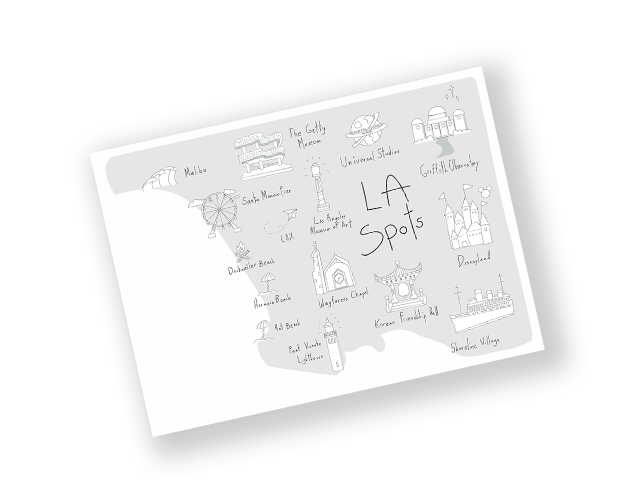 Malibu
The Getty
Museum
Universal Studios
Griffith Observatory
Santa Monica Pier
LAX
Los Angeles
Museum of Art
LA
Spots
Dockweiler Beach
Disneyland
Hermosa Beach
Wayfarers Chapel
Korean Friendship Bell
Rat Beach
Point Vicente
Lighthouse
Shoreline Village